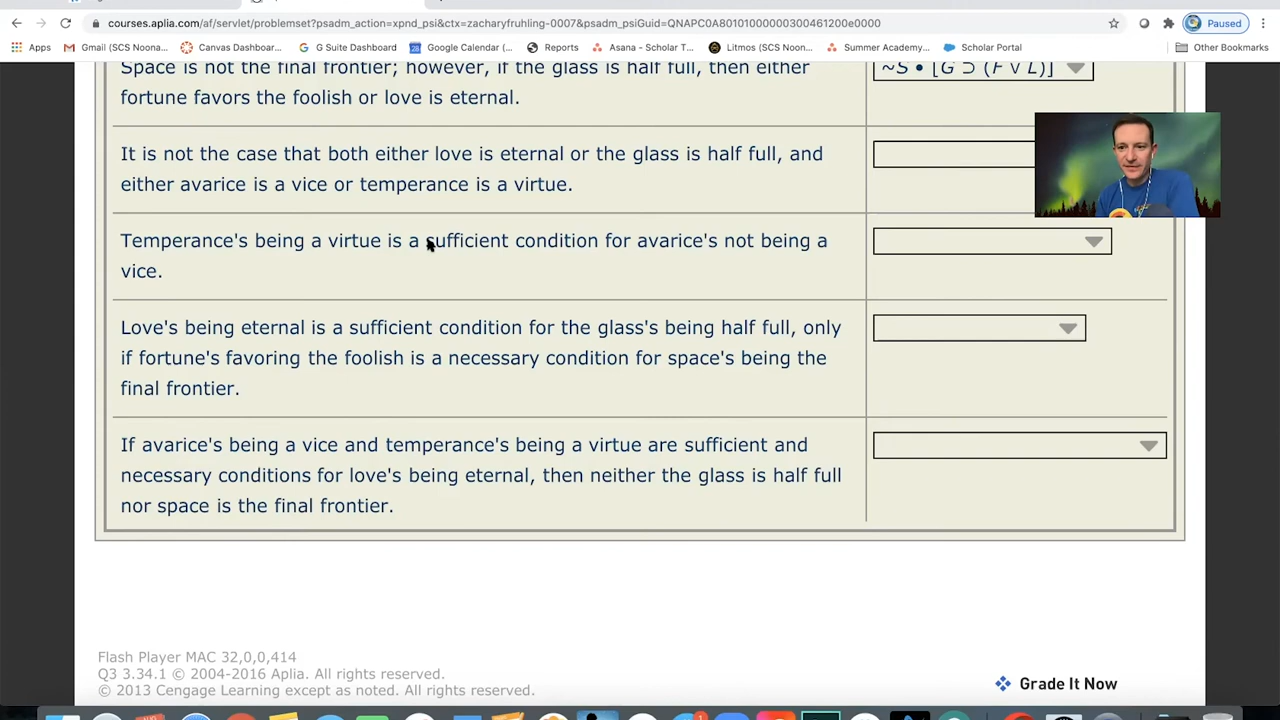 courses.aplia.com/af/servlet/problemset?psadm_action=xpnd_psi&ctx=zacharyfruhling-0007&psadm_psiGuid=QNAPC0A80101000000300461200e0000
Paused
Apps Gmail (SCS Noona... Canvas Dashboar... G Suite Dashboard Google Calendar (... Reports Asana - Scholar T... Litmos (SCS Noon... Summer Academy... Scholar Portal Other Bookmarks
Space is not the final frontier; however, if the glass is half full, then either
fortune favors the foolish or love is eternal.
~S • [G ⊃ (F ∨ L)]
It is not the case that both either love is eternal or the glass is half full, and
either avarice is a vice or temperance is a virtue.
Temperance's being a virtue is a sufficient condition for avarice's not being a
vice.
Love's being eternal is a sufficient condition for the glass's being half full, only
if fortune's favoring the foolish is a necessary condition for space's being the
final frontier.
If avarice's being a vice and temperance's being a virtue are sufficient and
necessary conditions for love's being eternal, then neither the glass is half full
nor space is the final frontier.
Flash Player MAC 32,0,0,414
Q3 3.34.1 © 2004-2016 Aplia. All rights reserved.
© 2013 Cengage Learning except as noted. All rights reserved.
Grade It Now